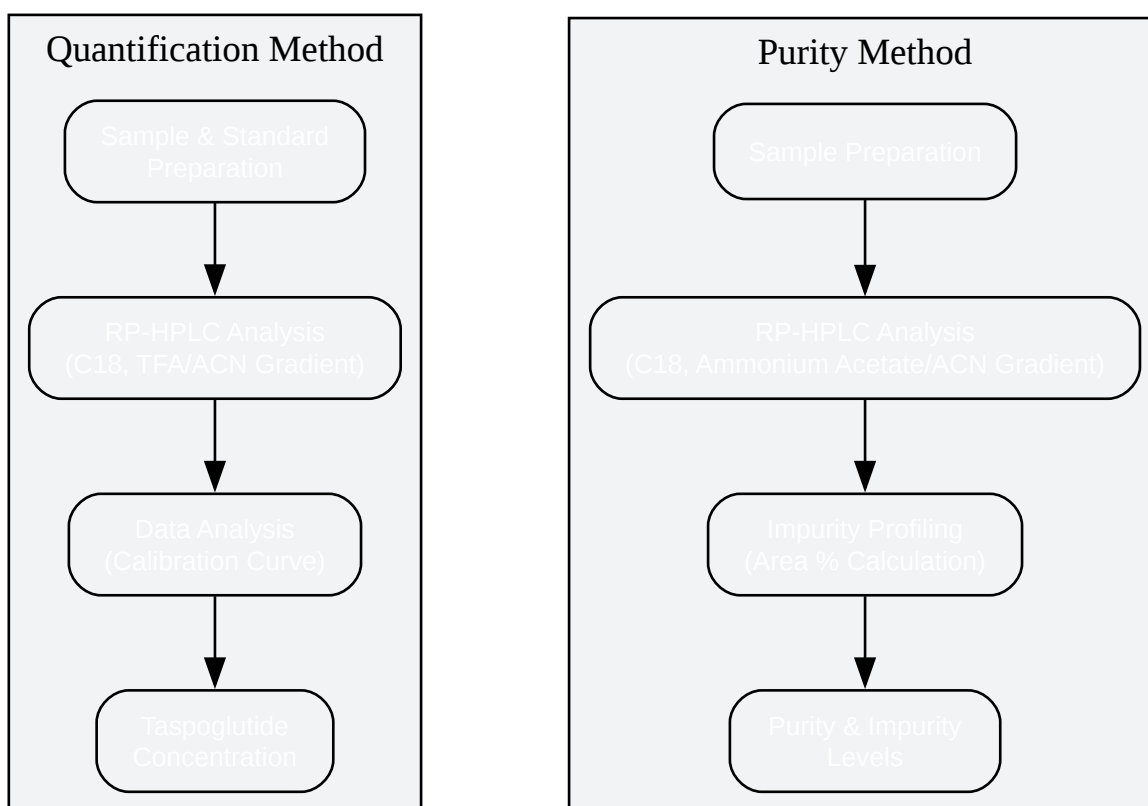 Quantification Method
Sample & Standard
Preparation
RP-HPLC Analysis
(C18, TFA/ACN Gradient)
Data Analysis
(Calibration Curve)
Taspoglutide
Concentration
Purity Method
Sample Preparation
RP-HPLC Analysis
(C18, Ammonium Acetate/ACN Gradient)
Impurity Profiling
(Area % Calculation)
Purity & Impurity
Levels